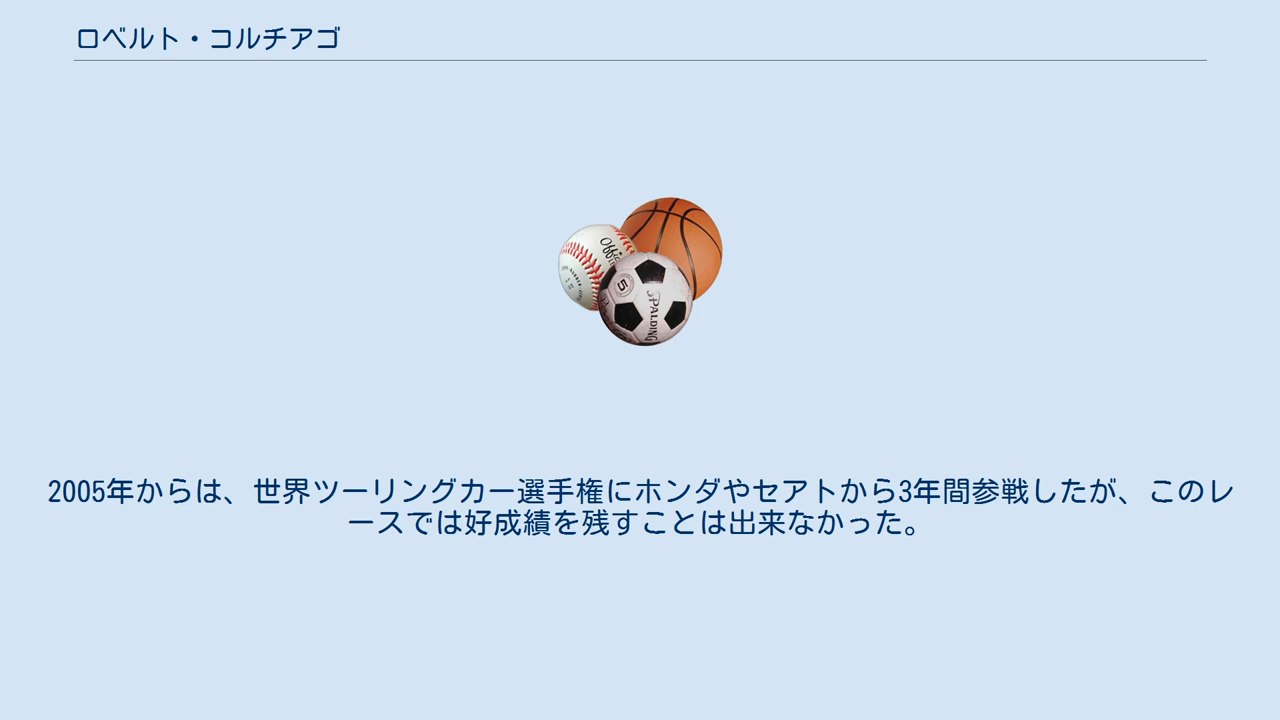 ロベルト・コルチアゴ
5
SPALDING
2005年からは、世界ツーリングカー選手権にホンダやセアトから3年間参戦したが、このレ
ースでは好成績を残すことは出来なかった。